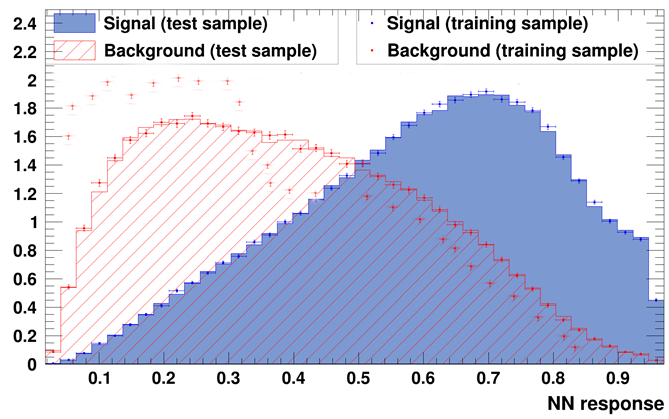 2.4
Signal (test sample)
Signal (training sample)
2.2
Background (test sample)
Background (training sample)
2
1.8
1.6
1.4
1.2
1
0.8
0.6
0.4
0.2
0
0.1 0.2 0.3 0.4 0.5 0.6 0.7 0.8 0.9
NN response